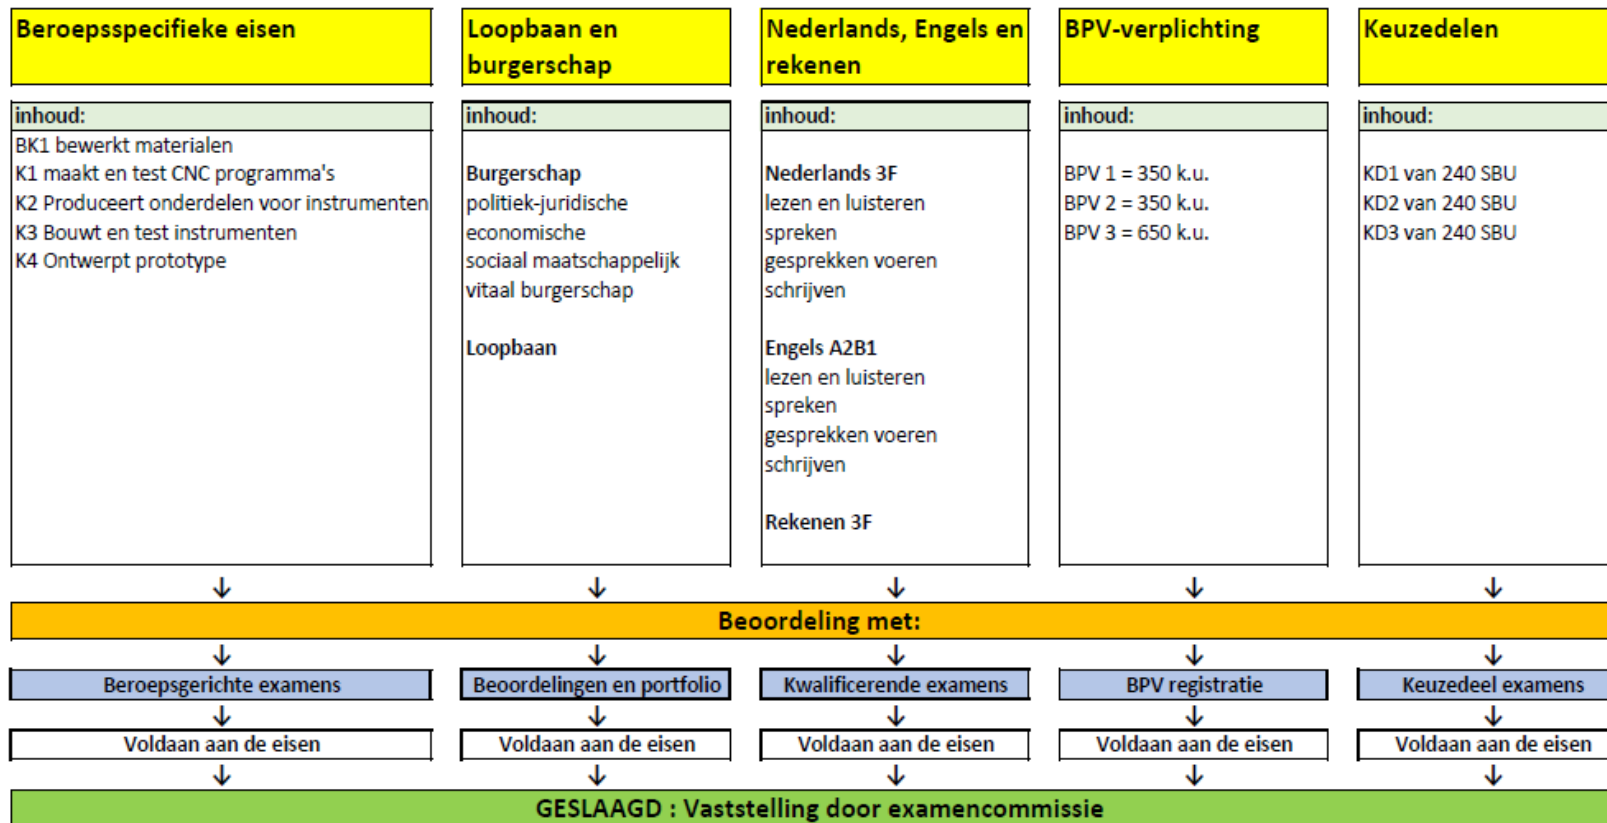 Beroepsspecifieke eisen
inhoud:
BK1 bewerkt materialen
K1 maakt en test CNC programma's
K2 Produceert onderdelen voor instrumenten
K3 Bouwt en test instrumenten
K4 Ontwerpt prototype
Loopbaan en
burgerschap
inhoud:
Burgerschap
politiek-juridische
economische
sociaal maatschappelijk
vitaal burgerschap
Loopbaan
Nederlands, Engels en
rekenen
inhoud:
Nederlands 3F
lezen en luisteren
spreken
gesprekken voeren
schrijven
Engels A2B1
lezen en luisteren
spreken
gesprekken voeren
schrijven
Rekenen 3F
BPV-verplichting
inhoud:
BPV 1 = 350 k.u.
BPV 2 = 350 k.u.
BPV 3 = 650 k.u.
Keuzedelen
inhoud:
KD1 van 240 SBU
KD2 van 240 SBU
KD3 van 240 SBU
Beoordeling met:
Beroepsgerichte examens
Beoordelingen en portfolio
Kwalificerende examens
BPV registratie
Keuzedeel examens
Voldaan aan de eisen
Voldaan aan de eisen
Voldaan aan de eisen
Voldaan aan de eisen
Voldaan aan de eisen
GESLAAGD : Vaststelling door examencommissie